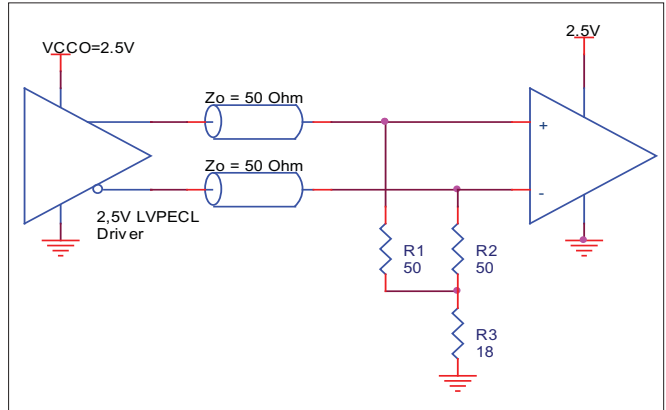 VCCO=2.5V
2.5V
Zo = 50 Ohm
+
Zo = 50 Ohm
-
2,5V LVPECL
Driver
R1
50
R2
50
R3
18